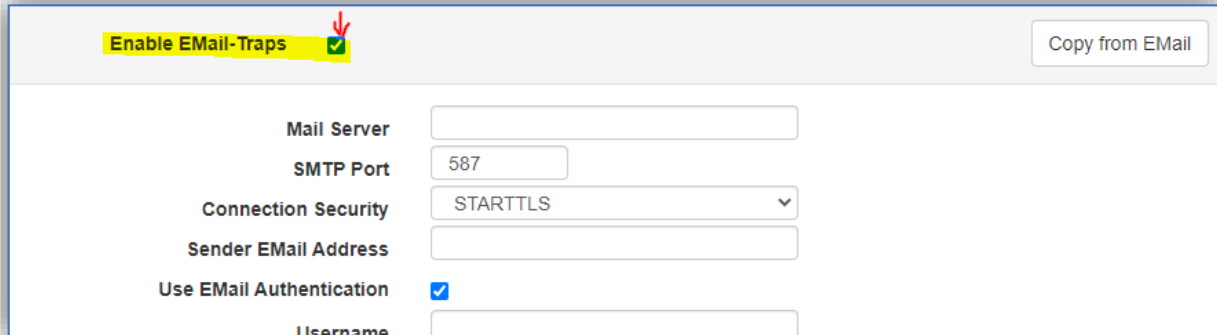 Enable EMail-Traps
Copy from EMail
Mail Server
SMTP Port 587
Connection Security STARTTLS
Sender EMail Address
Use EMail Authentication
Username